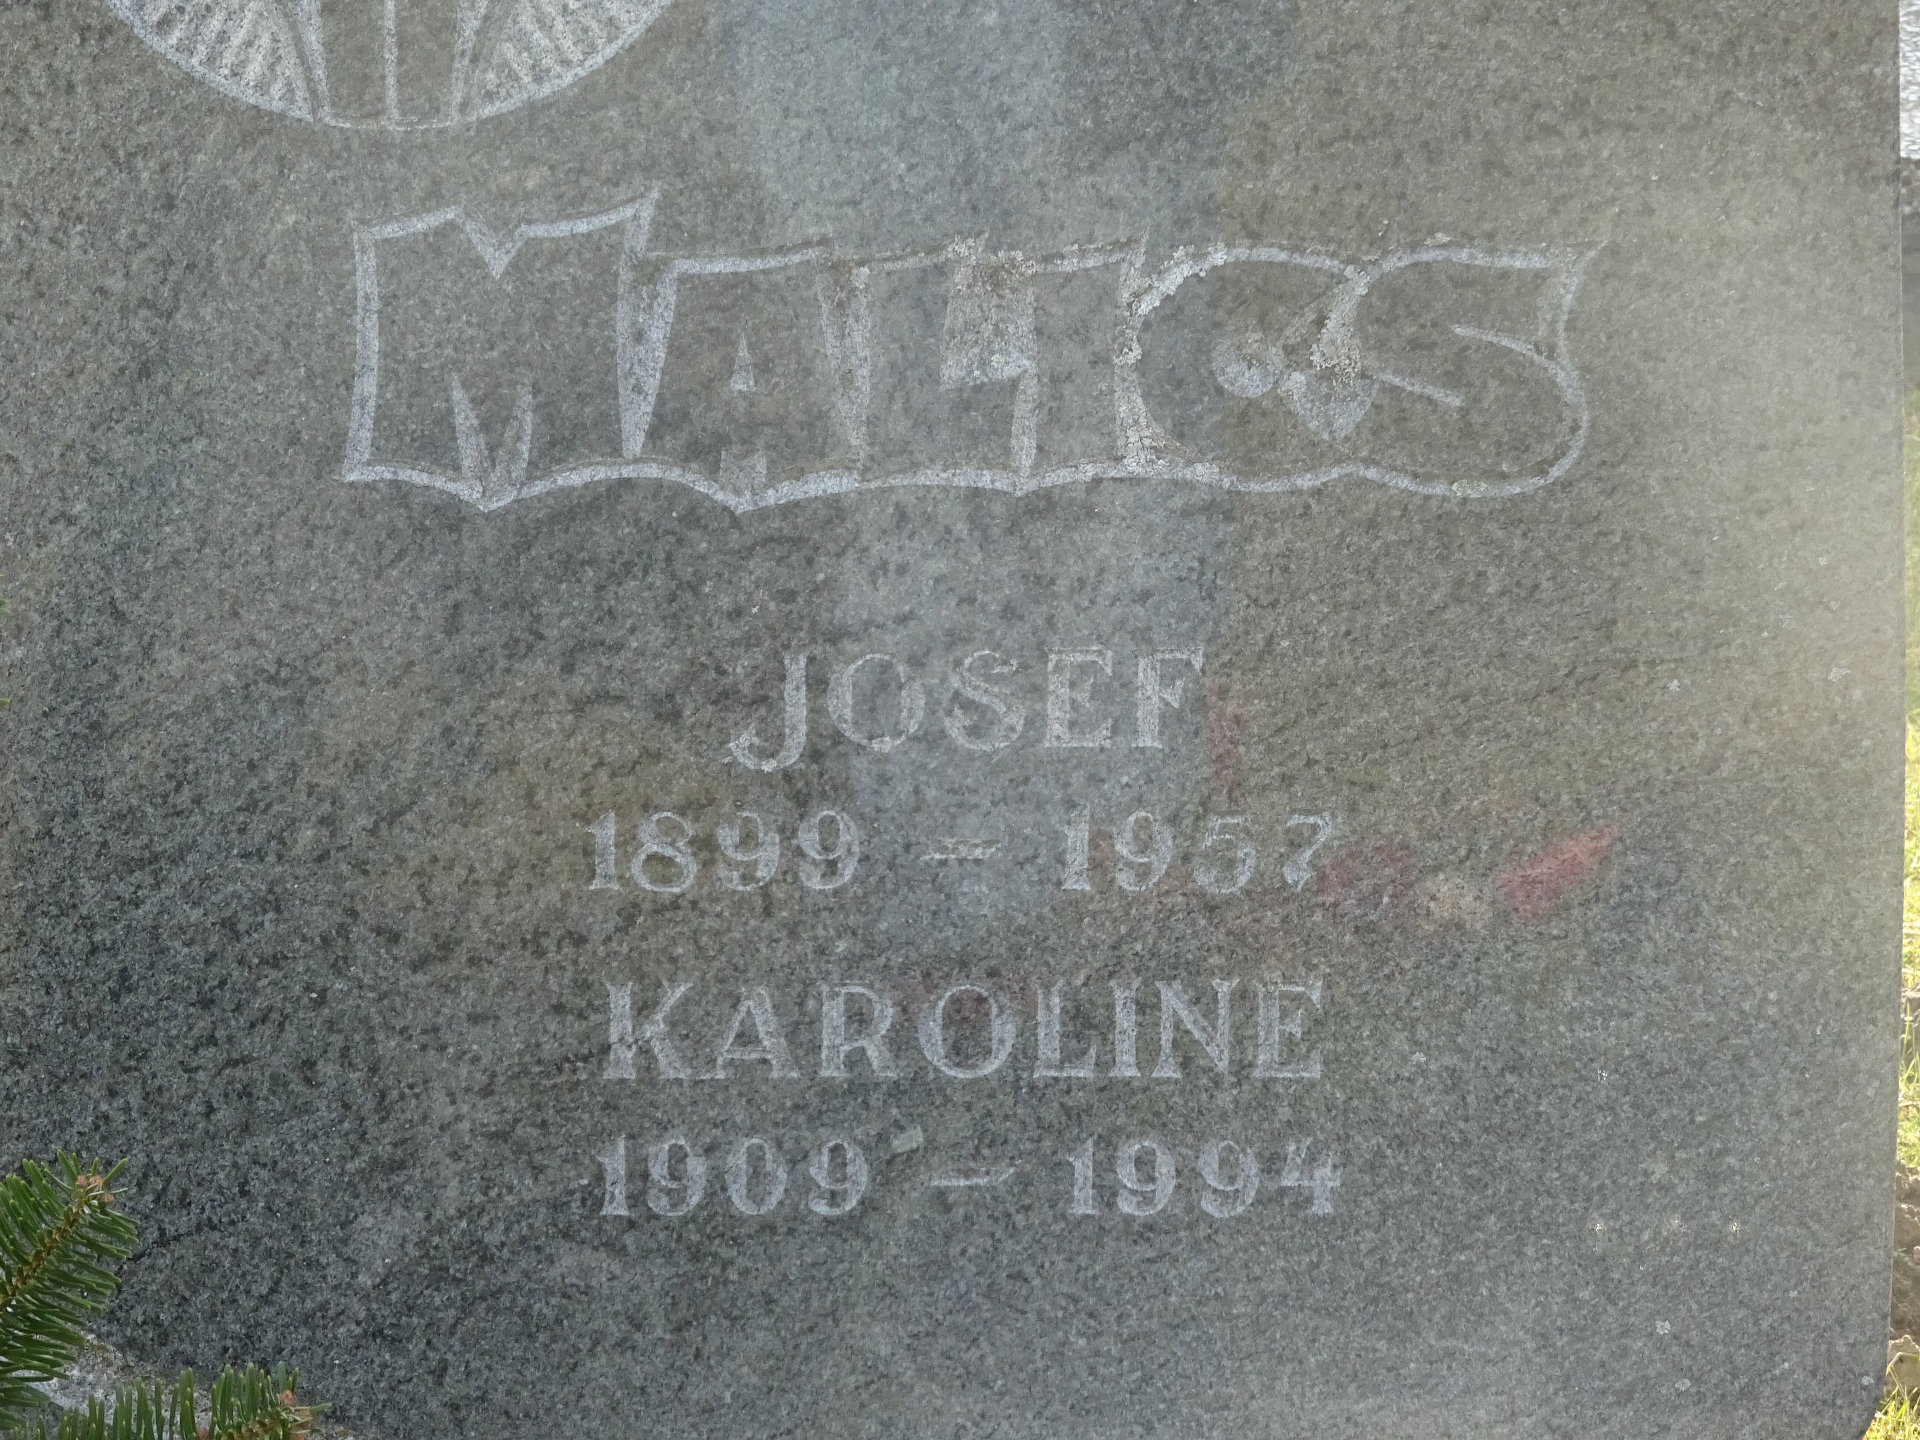 MALICS
JOSEF
1899 – 1957
KAROLINE
1909 – 1994